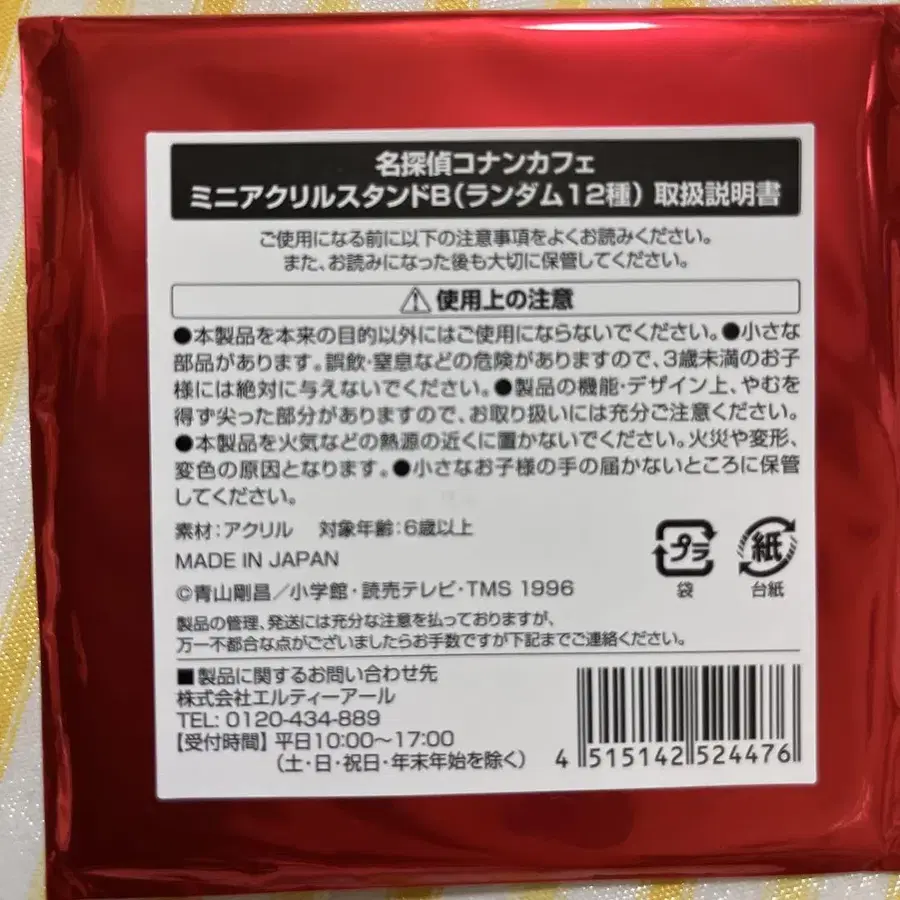 名探偵コナンカフェ
ミニアクリルスタンドB(ランダム12種) 取扱説明書
ご使用になる前に以下の注意事項をよくお読みください。
また、お読みになった後も大切に保管してください。
⚠使用上の注意
●本製品を本来の目的以外にはご使用にならないでください。●小さな
部品があります。誤飲・窒息などの危険がありますので、3歳未満のお子
様には絶対に与えないでください。●製品の機能・デザイン上、やむを
得ず尖った部分がありますので、お取り扱いには充分ご注意ください。
●本製品を火気などの熱源の近くに置かないでください。火災や変形、
変色の原因となります。●小さなお子様の手の届かないところに保管
してください。
素材:アクリル 対象年齢:6歳以上
MADE IN JAPAN
プラ
袋
紙
台紙
©青山剛昌/小学館・読売テレビ・TMS 1996
製品の管理、発送には充分な注意を払っておりますが、
万一不都合な点がございましたらお手数ですが下記までご連絡ください。
■製品に関するお問い合わせ先
株式会社エルティーアール
TEL: 0120-434-889
【受付時間】平日10:00〜17:00
(土・日・祝日・年末年始を除く)
4 515142 524476